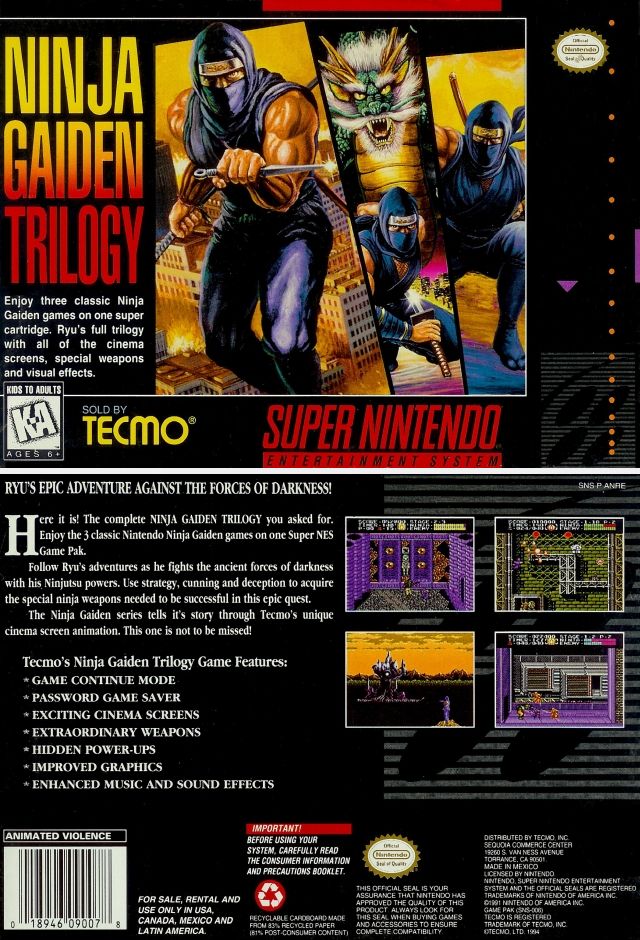 NINJA
GAIDEN
TRILOGY
Enjoy three classic Ninja
Gaiden games on one super
cartridge. Ryu's full trilogy
with all of the cinema
screens, special weapons
and visual effects.
KIDS TO ADULTS
K-A
AGES 6+
SOLD BY
TECMO®
SUPER NINTENDO
ENTERTAINMENT SYSTEM
Official
Nintendo
Seal of Quality
RYU'S EPIC ADVENTURE AGAINST THE FORCES OF DARKNESS!
SNS P ANRE
Here it is! The complete NINJA GAIDEN TRILOGY you asked for.
Enjoy the 3 classic Nintendo Ninja Gaiden games on one Super NES
Game Pak.
Follow Ryu's adventures as he fights the ancient forces of darkness
with his Ninjutsu powers. Use strategy, cunning and deception to acquire
the special ninja weapons needed to be successful in this epic quest.
The Ninja Gaiden series tells it's story through Tecmo's unique
cinema screen animation. This one is not to be missed!
Tecmo's Ninja Gaiden Trilogy Game Features:
* GAME CONTINUE MODE
* PASSWORD GAME SAVER
* EXCITING CINEMA SCREENS
* EXTRAORDINARY WEAPONS
* HIDDEN POWER-UPS
* IMPROVED GRAPHICS
* ENHANCED MUSIC AND SOUND EFFECTS
ANIMATED VIOLENCE
0 18946 09007 8
FOR SALE, RENTAL AND
USE ONLY IN USA,
CANADA, MEXICO AND
LATIN AMERICA.
IMPORTANT!
BEFORE USING YOUR
SYSTEM, CAREFULLY READ
THE CONSUMER INFORMATION
AND PRECAUTIONS BOOKLET.
RECYCLABLE CARDBOARD MADE
FROM 83% RECYCLED PAPER
(61% POST-CONSUMER CONTENT)
Official
Nintendo
Seal of Quality
THIS OFFICIAL SEAL IS YOUR
ASSURANCE THAT NINTENDO HAS
APPROVED THE QUALITY OF THIS
PRODUCT. ALWAYS LOOK FOR
THIS SEAL WHEN BUYING GAMES
AND ACCESSORIES TO ENSURE
COMPLETE COMPATIBILITY.
DISTRIBUTED BY TECMO, INC.
SEQUOIA COMMERCE CENTER
19260 S. VAN NESS AVENUE
TORRANCE, CA 90501
MADE IN MEXICO
LICENSED BY NINTENDO
NINTENDO, SUPER NINTENDO ENTERTAINMENT
SYSTEM AND THE OFFICIAL SEALS ARE REGISTERED
TRADEMARKS OF NINTENDO OF AMERICA INC.
©1991 NINTENDO OF AMERICA INC.
GAME PAK (SNS-006)
TECMO IS REGISTERED
TRADEMARK OF TECMO, INC.
©TECMO, LTD. 1994